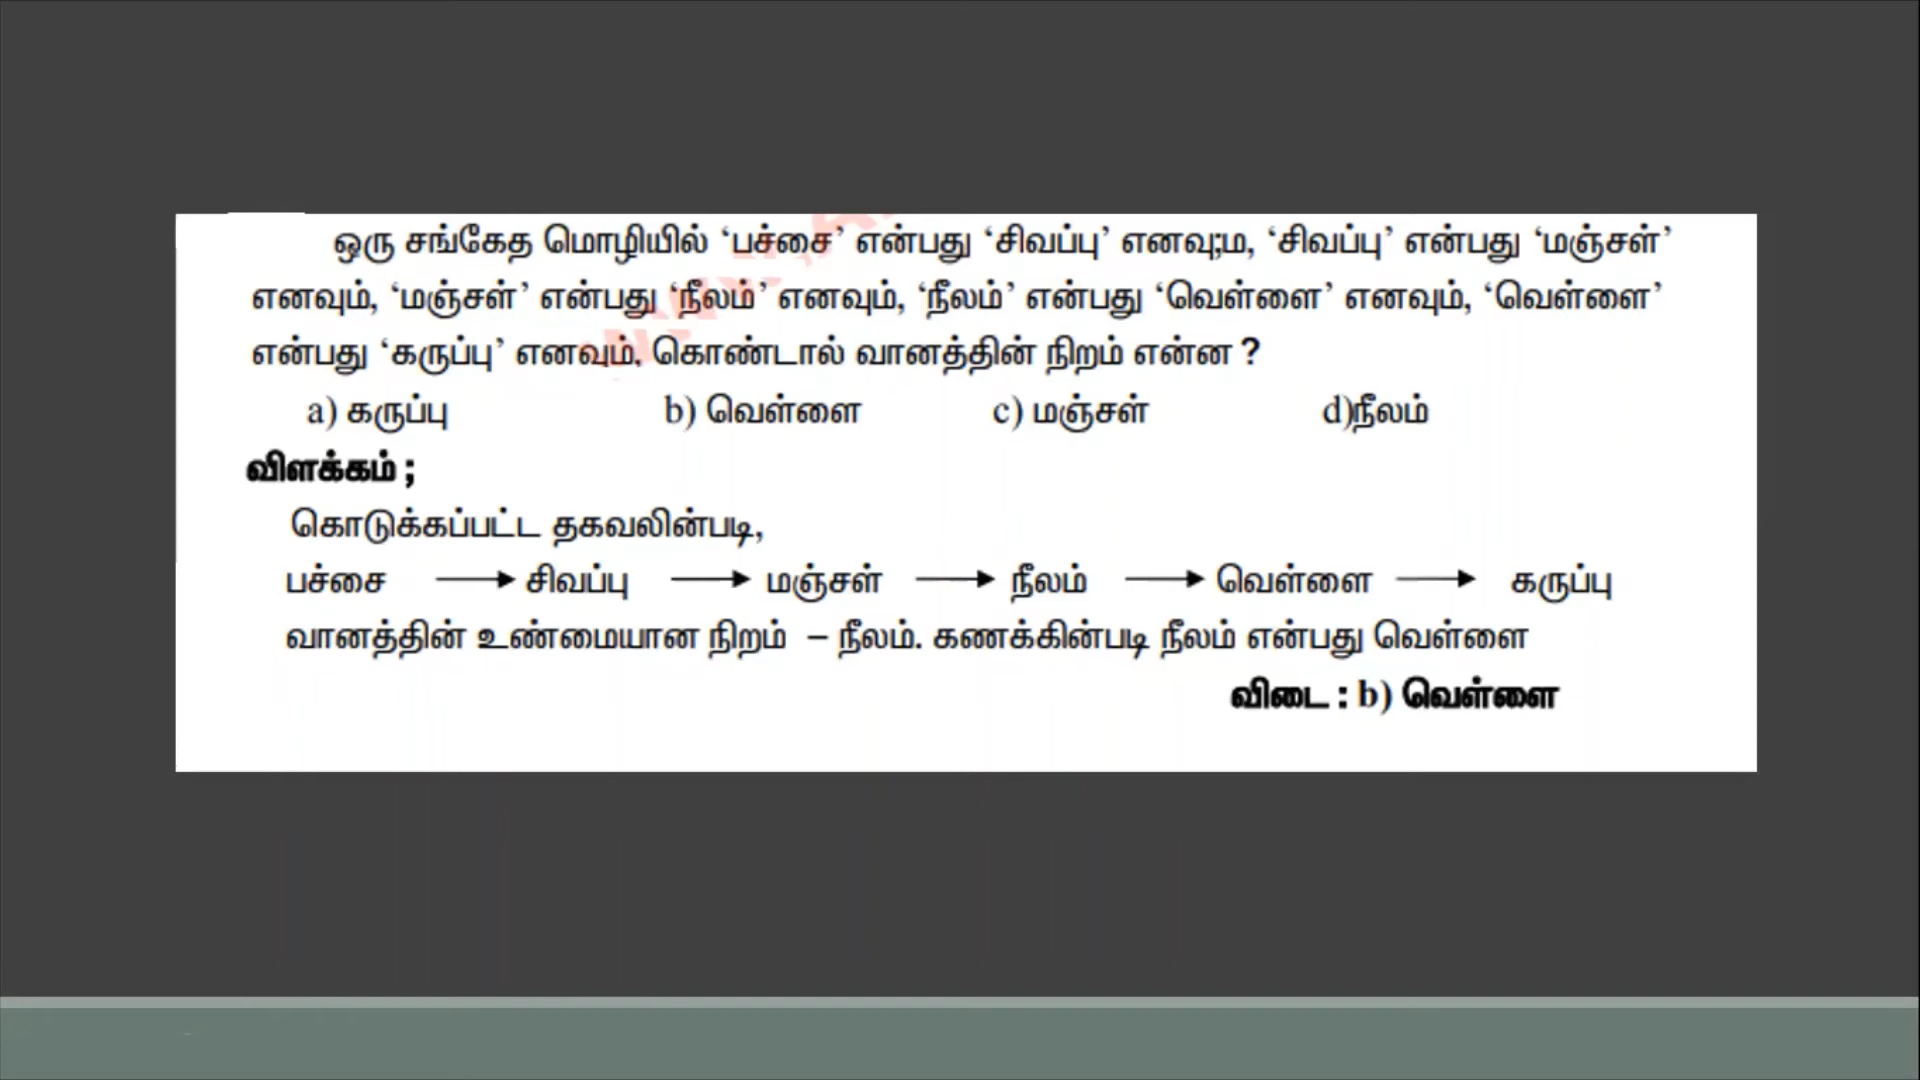 ஒரு சங்கேத மொழியில் ‘பச்சை’ என்பது ‘சிவப்பு’ எனவு;ம, ‘சிவப்பு’ என்பது ‘மஞ்சள்’
எனவும், ‘மஞ்சள்’ என்பது ‘நீலம்’ எனவும், ‘நீலம்’ என்பது ‘வெள்ளை’ எனவும், ‘வெள்ளை’
என்பது ‘கருப்பு’ எனவும், கொண்டால் வானத்தின் நிறம் என்ன ?
a) கருப்பு b) வெள்ளை c) மஞ்சள் d)நீலம்
விளக்கம் ;
கொடுக்கப்பட்ட தகவலின்படி,
பச்சை → சிவப்பு → மஞ்சள் → நீலம் → வெள்ளை → கருப்பு
வானத்தின் உண்மையான நிறம் – நீலம். கணக்கின்படி நீலம் என்பது வெள்ளை
விடை : b) வெள்ளை